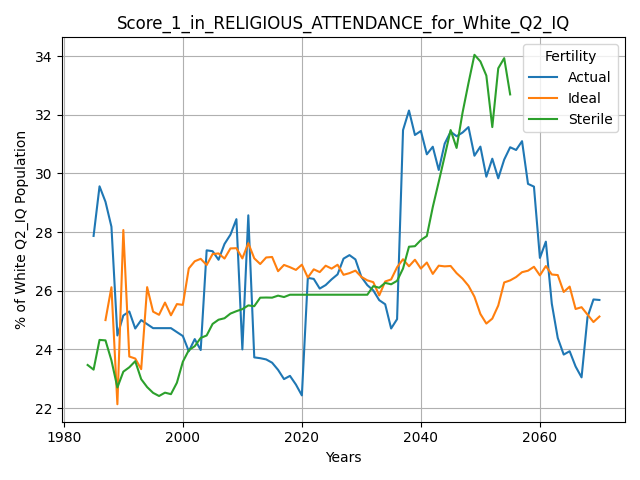 Score_1_in_RELIGIOUS_ATTENDANCE_for_White_Q2_IQ
% of White Q2_IQ Population
34
32
30
28
26
24
22
Fertility
Actual
Ideal
Sterile
1980 2000 2020 2040 2060
Years